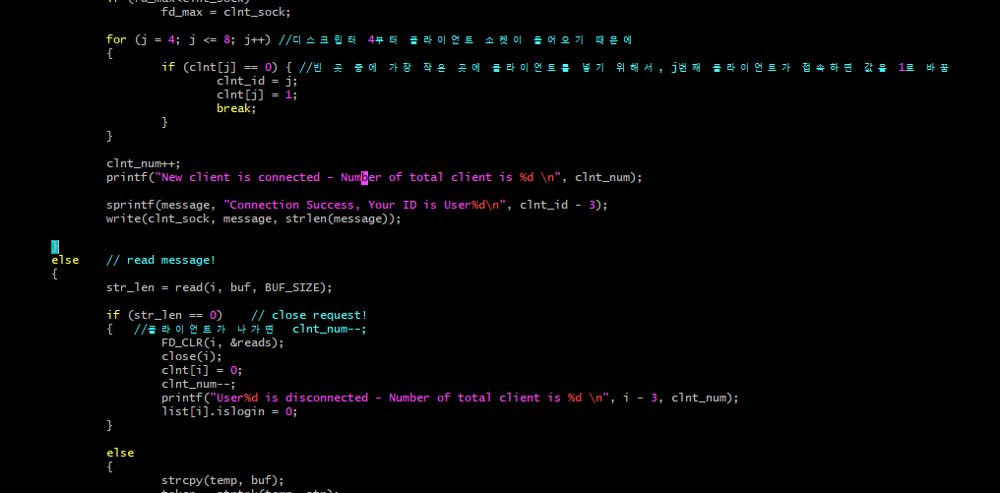 if (fd_max<clnt_sock)
fd_max = clnt_sock;
for (j = 4; j <= 8; j++) //디스크립터 4부터 클라이언트 소켓이 들어오기 때문에
{
if (clnt[j] == 0) { //빈 곳 중에 가장 작은 곳에 클라이언트를 넣기 위해서, j번째 클라이언트가 접속하면 값을 1로 바꿈
clnt_id = j;
clnt[j] = 1;
break;
}
}
clnt_num++;
printf("New client is connected - Number of total client is %d \n", clnt_num);
sprintf(message, "Connection Success, Your ID is User%d\n", clnt_id - 3);
write(clnt_sock, message, strlen(message));
}
else // read message!
{
str_len = read(i, buf, BUF_SIZE);
if (str_len == 0) // close request!
{ //클라이언트가 나가면 clnt_num--;
FD_CLR(i, &reads);
close(i);
clnt[i] = 0;
clnt_num--;
printf("User%d is disconnected - Number of total client is %d \n", i - 3, clnt_num);
list[i].islogin = 0;
}
else
{
strcpy(temp, buf);